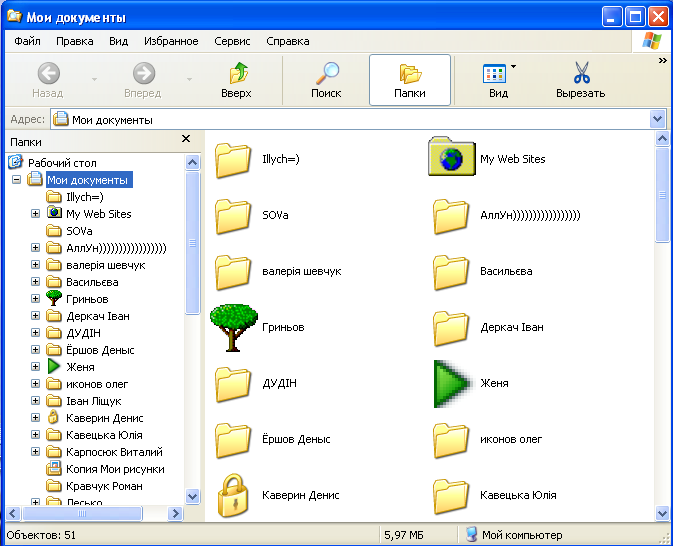 Мои документы
Файл Правка Вид Избранное Сервис Справка
Назад Вперед Вверх Поиск Папки Вид Вырезать »
Адрес: Мои документы
Папки
Рабочий стол
Мои документы
Illych=)
My Web Sites
SOVa
АллУн)))))))))))))))))
валерія шевчук
Васильєва
Гриньов
Деркач Іван
ДУДІН
Ёршов Деныс
Женя
иконов олег
Іван Ліщук
Каверин Денис
Кавецька Юлія
Карпосюк Виталий
Копия Мои рисунки
Кравчук Роман
Illych=)
My Web Sites
SOVa
АллУн)))))))))))))))))
валерія шевчук
Васильєва
Гриньов
Деркач Іван
ДУДІН
Женя
Ёршов Деныс
иконов олег
Каверин Денис
Кавецька Юлія
Объектов: 51
5,97 МБ
Мой компьютер